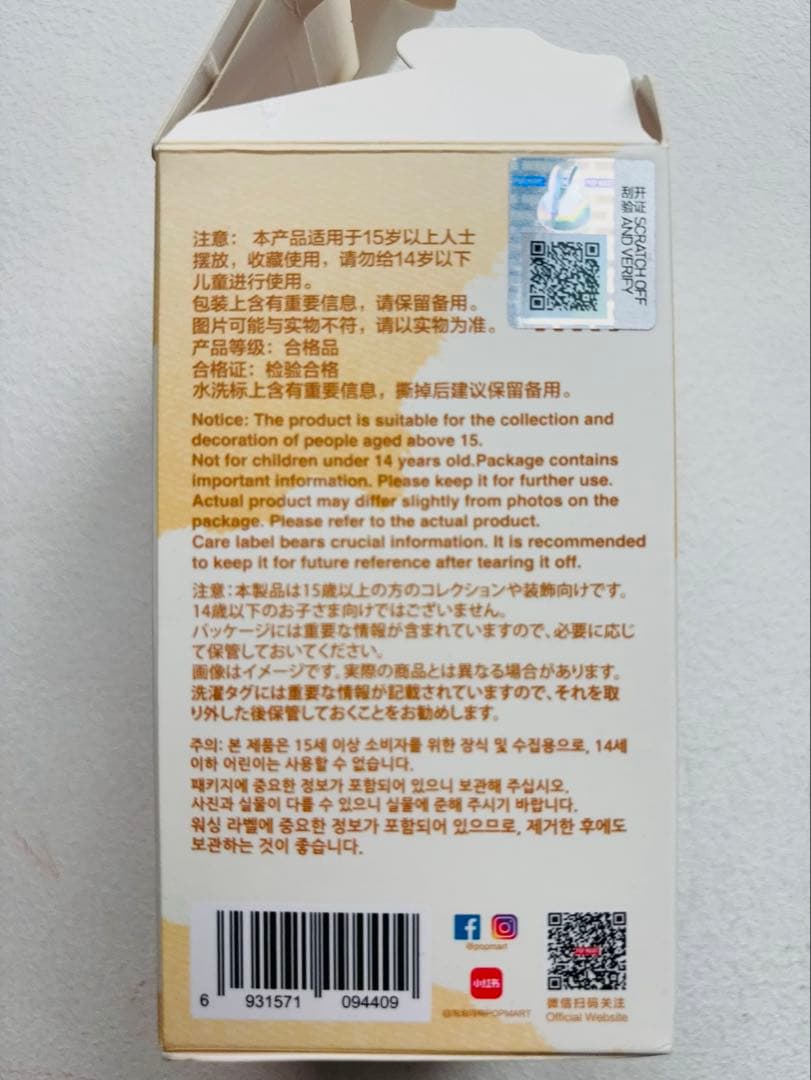 开 SCRATCH OFF
刮验 AND VERIFY
注意： 本产品适用于15岁以上人士
摆放，收藏使用，请勿给14岁以下
儿童进行使用。
包装上含有重要信息，请保留备用。
图片可能与实物不符，请以实物为准。
产品等级：合格品
合格证：检验合格
水洗标上含有重要信息，撕掉后建议保留备用。
Notice: The product is suitable for the collection and
decoration of people aged above 15.
Not for children under 14 years old.Package contains
important information. Please keep it for further use.
Actual product may differ slightly from photos on the
package. Please refer to the actual product.
Care label bears crucial information. It is recommended
to keep it for future reference after tearing it off.
注意：本製品は15歳以上の方のコレクションや装飾向けです。
14歳以下のお子さま向けではございません。
パッケージには重要な情報が含まれていますので、必要に応じ
て保管しておいてください。
画像はイメージです。実際の商品とは異なる場合があります。
洗濯タグには重要な情報が記載されていますので、それを取
り外した後保管しておくことをお勧めします。
주의: 본 제품은 15세 이상 소비자를 위한 장식 및 수집용으로, 14세
이하 어린이는 사용할 수 없습니다.
패키지에 중요한 정보가 포함되어 있으니 보관해 주십시오.
사진과 실물이 다를 수 있으니 실물에 준해 주시기 바랍니다.
워싱 라벨에 중요한 정보가 포함되어 있으므로, 제거한 후에도
보관하는 것이 좋습니다.
6 931571 094409
@popmart
小红书
@泡泡玛特POPMART
微信扫码关注
Official Website